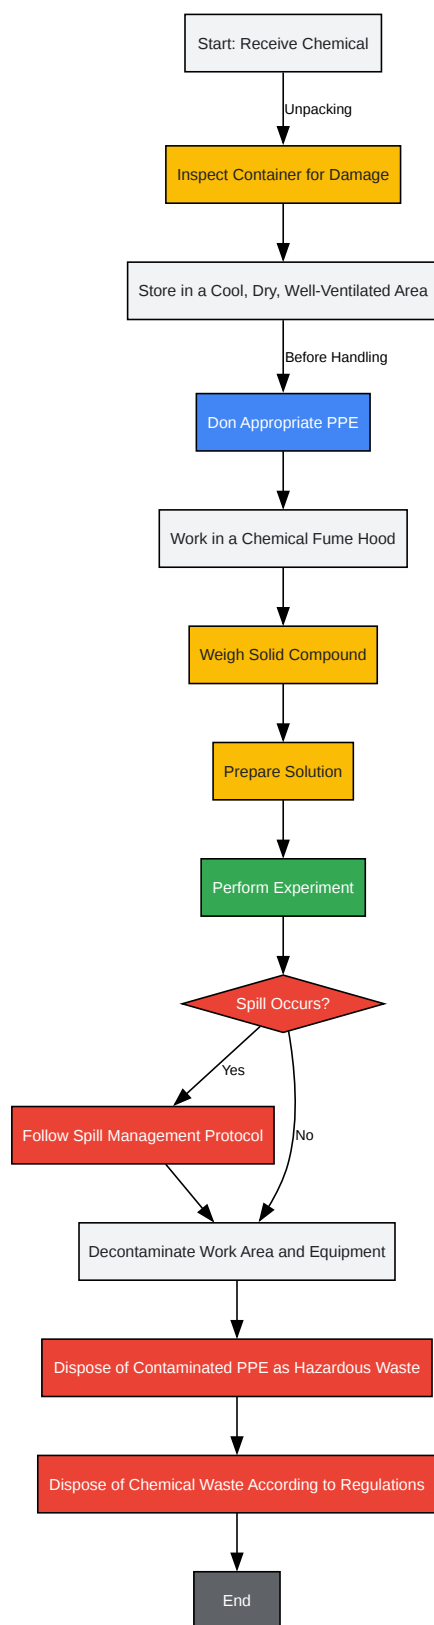 Start: Receive Chemical
Unpacking
Inspect Container for Damage
Store in a Cool, Dry, Well-Ventilated Area
Before Handling
Don Appropriate PPE
Work in a Chemical Fume Hood
Weigh Solid Compound
Prepare Solution
Perform Experiment
Spill Occurs?
Yes
Follow Spill Management Protocol
No
Decontaminate Work Area and Equipment
Dispose of Contaminated PPE as Hazardous Waste
Dispose of Chemical Waste According to Regulations
End